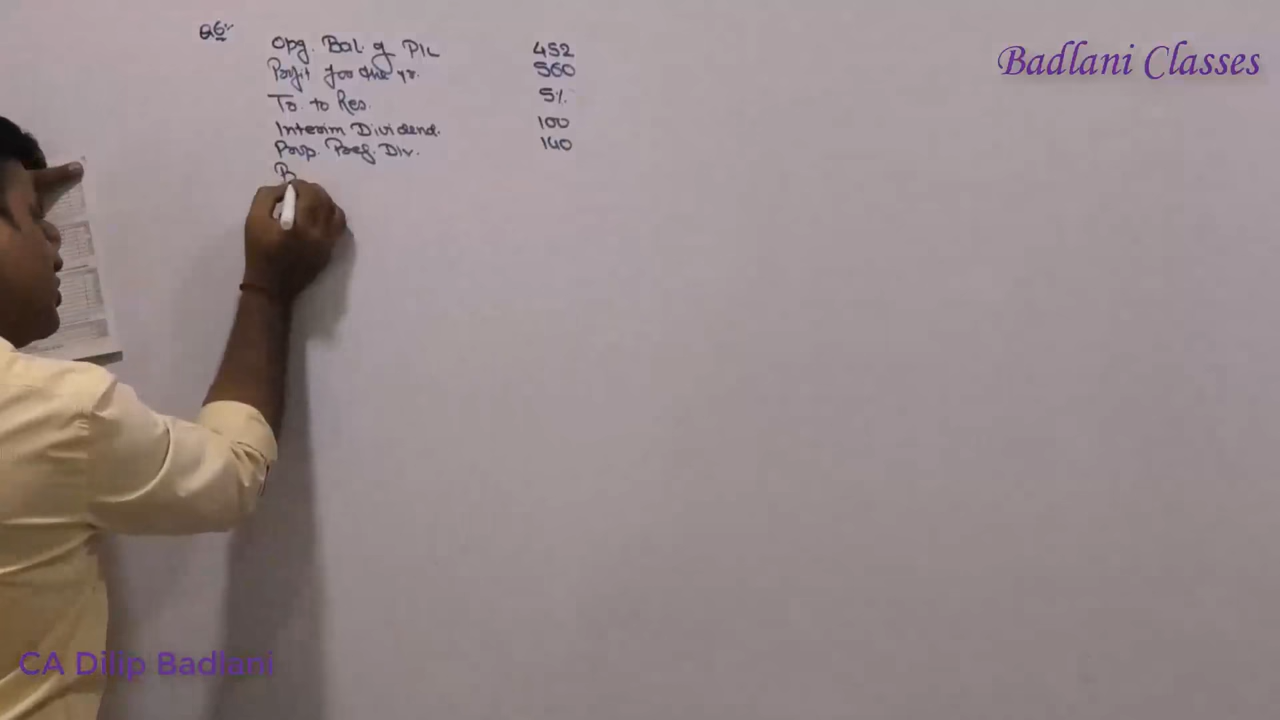 Q6:-
Opg. Bal. of P/L 452
Profit for the yr. 560
To. to Res. 5%
Interim Dividend. 100
Prop. Pref. Div. 140
P
Badlani Classes
CA Dilip Badlani